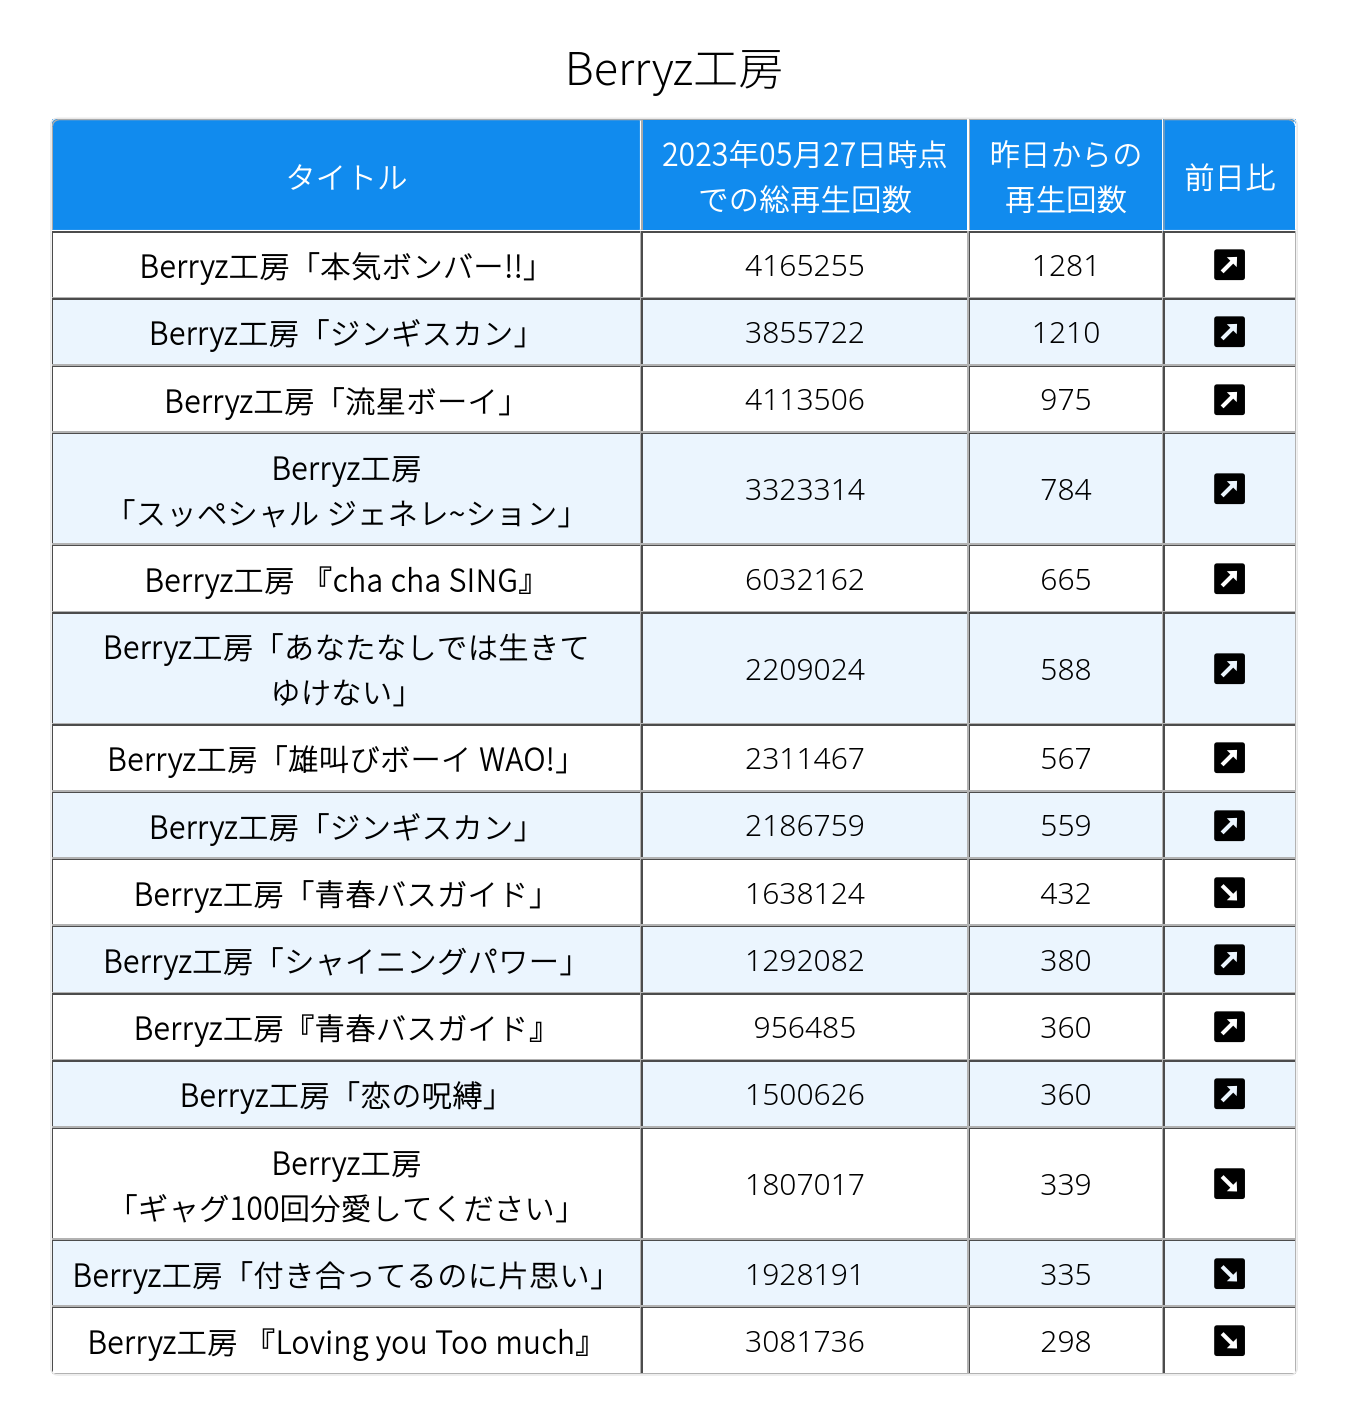 Berryz工房
タイトル
2023年05月27日時点
での総再生回数
昨日からの
再生回数
前日比
Berryz工房「本気ボンバー!!」 4165255 1281
Berryz工房「ジンギスカン」 3855722 1210
Berryz工房「流星ボーイ」 4113506 975
Berryz工房
「スッペシャル ジェネレ~ション」 3323314 784
Berryz工房 『cha cha SING』 6032162 665
Berryz工房「あなたなしでは生きて
ゆけない」 2209024 588
Berryz工房「雄叫びボーイ WAO!」 2311467 567
Berryz工房「ジンギスカン」 2186759 559
Berryz工房「青春バスガイド」 1638124 432
Berryz工房「シャイニングパワー」 1292082 380
Berryz工房『青春バスガイド』 956485 360
Berryz工房「恋の呪縛」 1500626 360
Berryz工房
「ギャグ100回分愛してください」 1807017 339
Berryz工房「付き合ってるのに片思い」 1928191 335
Berryz工房 『Loving you Too much』 3081736 298